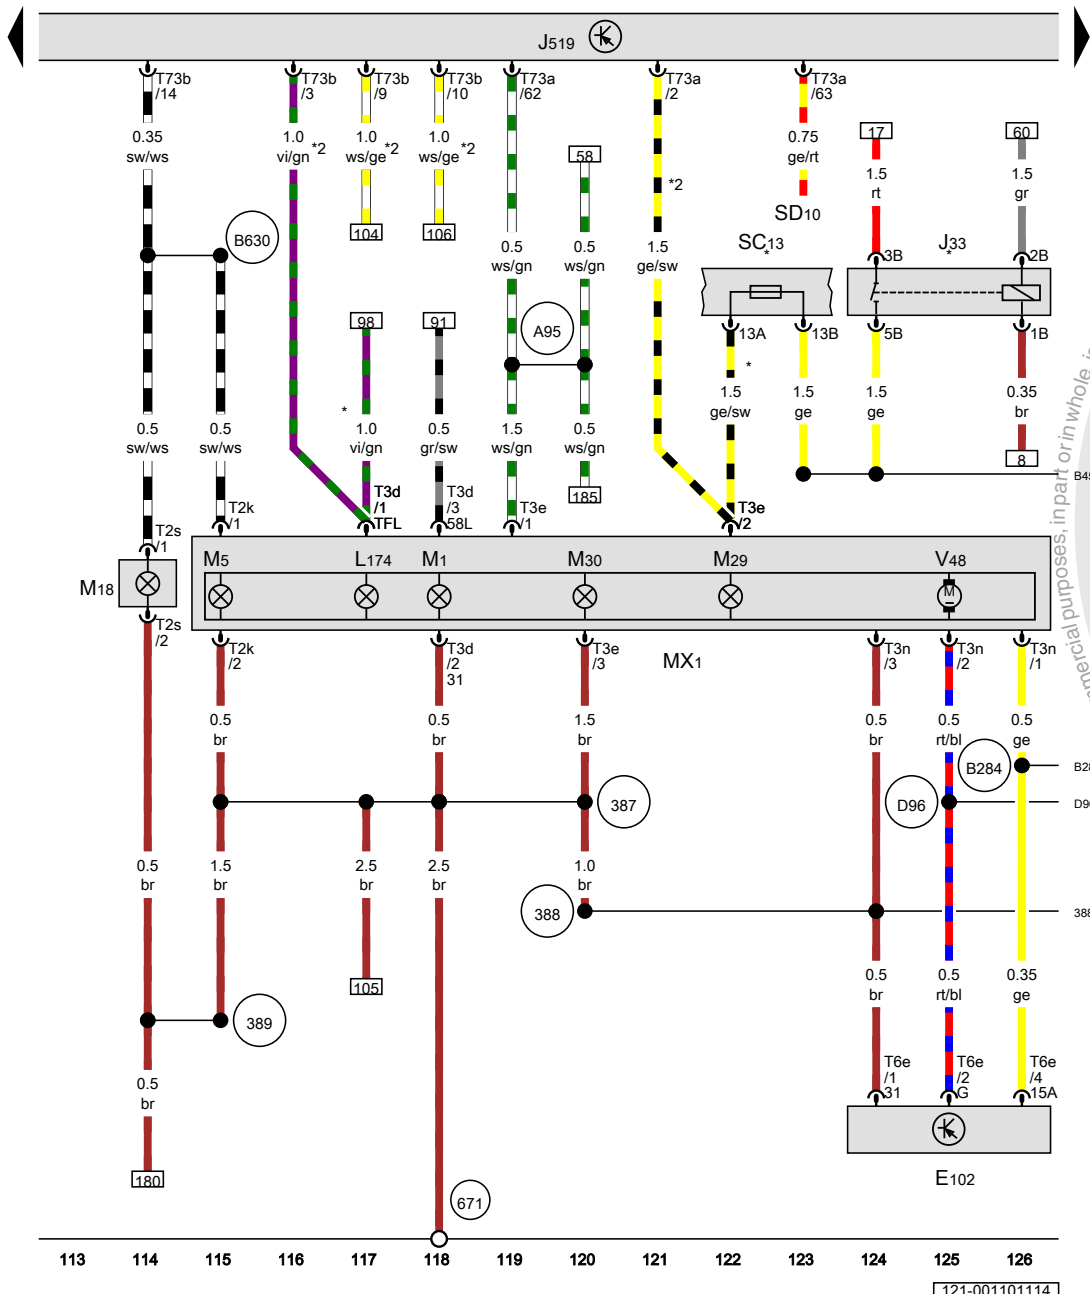 J519
T73b
/14
T73b
/3
T73b
/9
T73b
/10
T73a
/62
T73a
/2
T73a
/63
0.35
sw/ws
1.0
vi/gn
*2
1.0
ws/ge
*2
1.0
ws/ge
*2
58
*2
0.75
ge/rt
17
60
1.5
rt
1.5
gr
SD10
104
106
B630
0.5
ws/gn
0.5
ws/gn
1.5
ge/sw
SC13
*
J33
*
3B
2B
98
91
A95
13A
13B
5B
1B
*
*
1.5
ge/sw
1.5
ge
1.5
ge
0.35
br
0.5
sw/ws
0.5
sw/ws
1.0
vi/gn
0.5
gr/sw
1.5
ws/gn
0.5
ws/gn
8
185
T2s
/1
T2k
/1
T3d
/1
TFL
T3d
/3
58L
T3e
/1
T3e
/2
M18
M5
L174
M1
M30
M29
V48
M
T2s
/2
T2k
/2
T3d
/2
31
T3e
/3
MX1
T3n
/3
T3n
/2
T3n
/1
0.5
br
0.5
br
1.5
br
0.5
br
0.5
rt/bl
0.5
ge
B284
387
D96
0.5
br
1.5
br
2.5
br
2.5
br
1.0
br
388
388
105
0.5
br
0.5
rt/bl
0.35
ge
389
0.5
br
T6e
/1
31
T6e
/2
G
T6e
/4
15A
E102
180
671
113 114 115 116 117 118 119 120 121 122 123 124 125 126
121-001101114
mercial purposes, in part or in whole, is